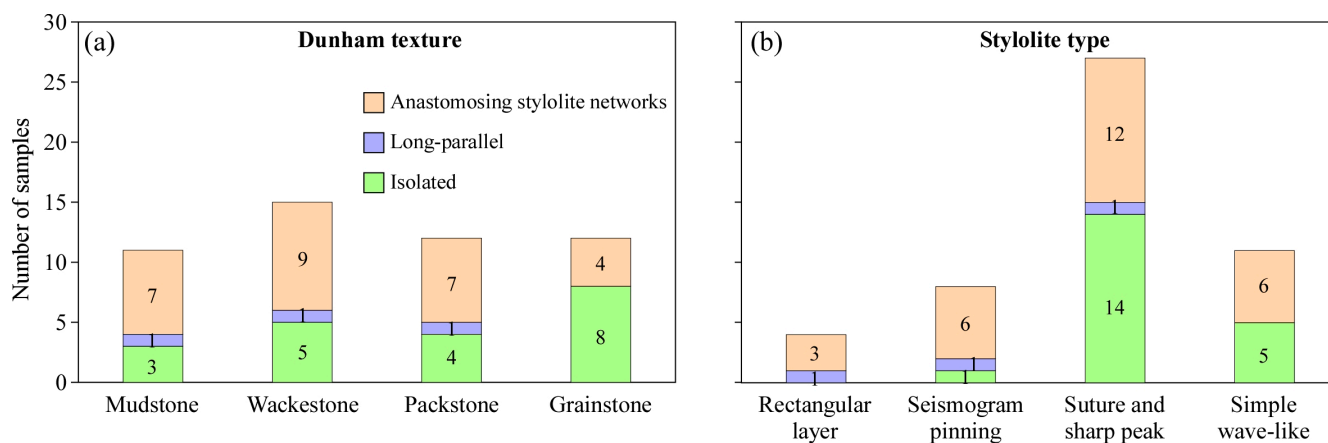 (a)
Dunham texture
Number of samples
30
25
20
15
10
5
0
Anastomosing stylolite networks
Long-parallel
Isolated
7
1
3
9
1
5
7
1
4
4
8
Mudstone
Wackestone
Packstone
Grainstone
(b)
Stylolite type
3
1
6
1
1
12
1
14
6
5
Rectangular
layer
Seismogram
pinning
Suture and
sharp peak
Simple
wave-like